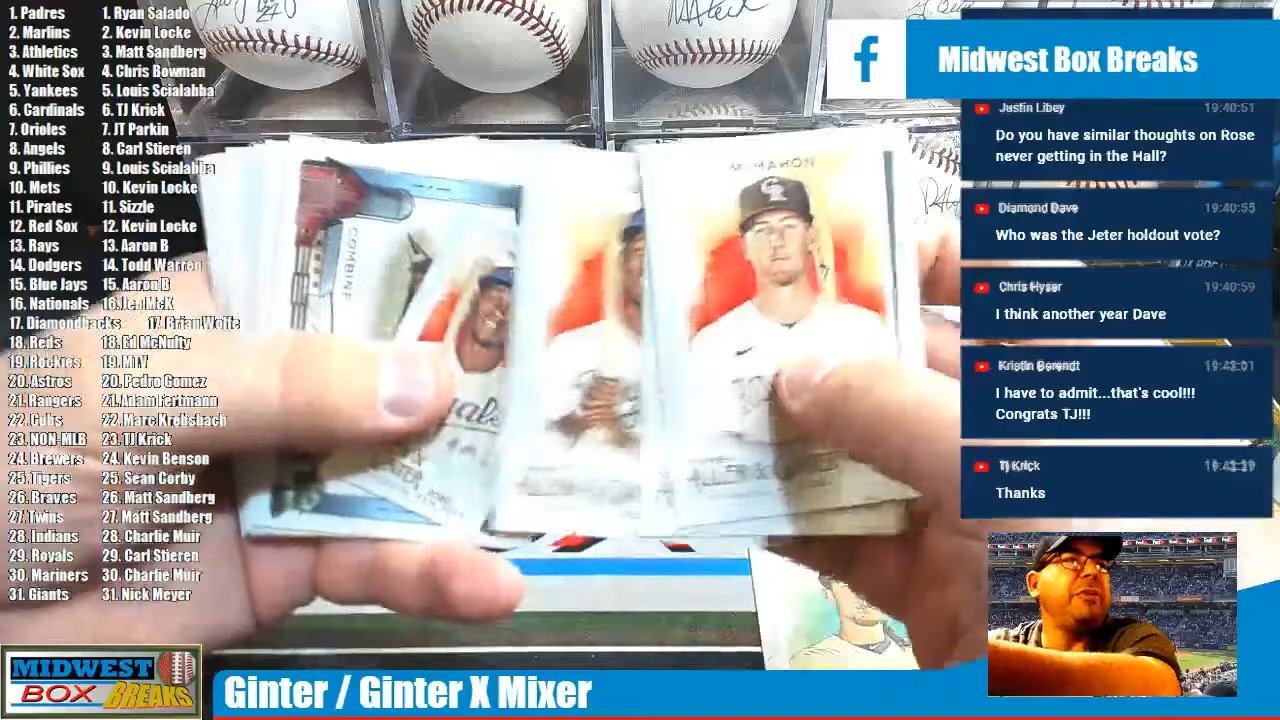 1. Padres 1. Ryan Salado
2. Marlins 2. Kevin Locke
3. Athletics 3. Matt Sandberg
4. White Sox 4. Chris Bowman
5. Yankees 5. Louis Scialabba
6. Cardinals 6. TJ Krick
7. Orioles 7. JT Parkin
8. Angels 8. Carl Stieren
9. Phillies 9. Louis Scialabba
10. Mets 10. Kevin Locke
11. Pirates 11. Sizzle
12. Red Sox 12. Kevin Locke
13. Rays 13. Aaron B
14. Dodgers 14. Todd Warren
15. Blue Jays 15. Aaron B
16. Nationals 16. Jen McK
17. Diamondbacks 17. Brian Wolfe
18. Reds 18. Ed McNulty
19. Rockies 19. MTV
20. Astros 20. Pedro Gomez
21. Rangers 21. Adam Fertmann
22. Cubs 22. Marc Krebsbach
23. NON-MLB 23. TJ Krick
24. Brewers 24. Kevin Benson
25. Tigers 25. Sean Corby
26. Braves 26. Matt Sandberg
27. Twins 27. Matt Sandberg
28. Indians 28. Charlie Muir
29. Royals 29. Carl Stieren
30. Mariners 30. Charlie Muir
31. Giants 31. Nick Meyer
COMBINE
McMAHON
CR
ALLEN &
f Midwest Box Breaks
Justin Libey 19:40:51
Do you have similar thoughts on Rose
never getting in the Hall?
Diamond Dave 19:40:55
Who was the Jeter holdout vote?
Chris Hyser 19:40:59
I think another year Dave
Kristin Berendt
I have to admit...that's cool!!!
Congrats TJ!!!
Tj Krick
Thanks
MIDWEST
BOX BREAKS
Ginter / Ginter X Mixer